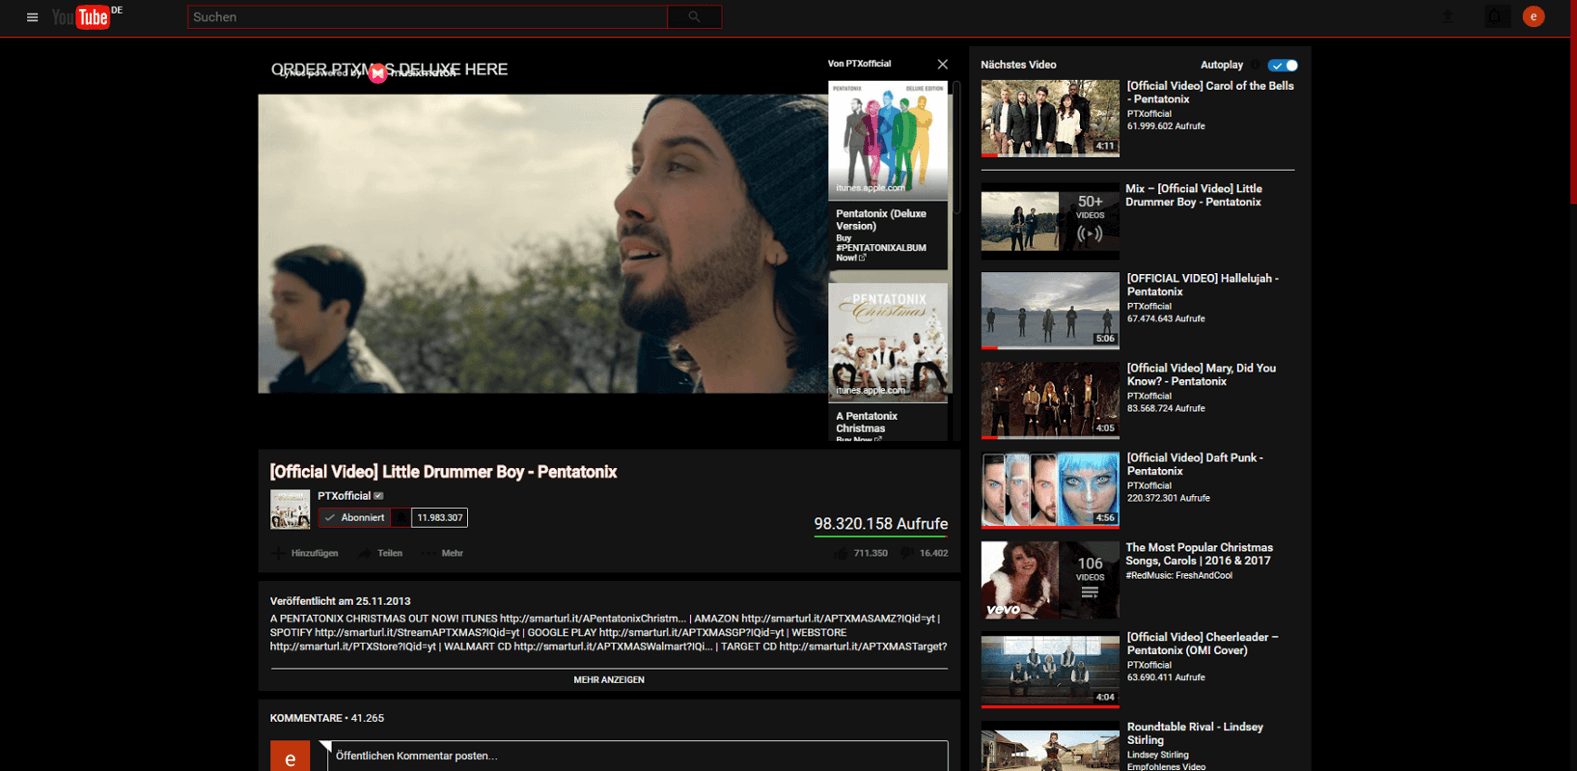 YouTube DE
Suchen
e
ORDER PTXMAS DELUXE HERE
Lyrics powered by musixmatch
Von PTXofficial
PENTATONIX DELUXE EDITION
itunes.apple.com
Pentatonix (Deluxe
Version)
Buy
#PENTATONIXALBUM
Now!
PENTATONIX
Christmas
itunes.apple.com
A Pentatonix
Christmas
Buy Now
[Official Video] Little Drummer Boy - Pentatonix
PTXofficial
Abonniert 11.983.307
98.320.158 Aufrufe
Hinzufügen Teilen Mehr
711.350 16.402
Veröffentlicht am 25.11.2013
A PENTATONIX CHRISTMAS OUT NOW! ITUNES http://smarturl.it/APentatonixChristm... | AMAZON http://smarturl.it/APTXMASAMZ?IQid=yt |
SPOTIFY http://smarturl.it/StreamAPTXMAS?IQid=yt | GOOGLE PLAY http://smarturl.it/APTXMASGP?IQid=yt | WEBSTORE
http://smarturl.it/PTXStore?IQid=yt | WALMART CD http://smarturl.it/APTXMASWalmart?IQi... | TARGET CD http://smarturl.it/APTXMASTarget?
MEHR ANZEIGEN
KOMMENTARE • 41.265
e
Öffentlichen Kommentar posten...
Nächstes Video Autoplay
[Official Video] Carol of the Bells
- Pentatonix
PTXofficial
61.999.602 Aufrufe
4:11
Mix – [Official Video] Little
Drummer Boy - Pentatonix
50+
VIDEOS
[OFFICIAL VIDEO] Hallelujah -
Pentatonix
PTXofficial
67.474.643 Aufrufe
5:06
[Official Video] Mary, Did You
Know? - Pentatonix
PTXofficial
83.568.724 Aufrufe
4:05
[Official Video] Daft Punk -
Pentatonix
PTXofficial
220.372.301 Aufrufe
4:56
The Most Popular Christmas
Songs, Carols | 2016 & 2017
#RedMusic: FreshAndCool
106
VIDEOS
vevo
[Official Video] Cheerleader –
Pentatonix (OMI Cover)
PTXofficial
63.690.411 Aufrufe
4:04
Roundtable Rival - Lindsey
Stirling
Lindsey Stirling
Empfohlenes Video